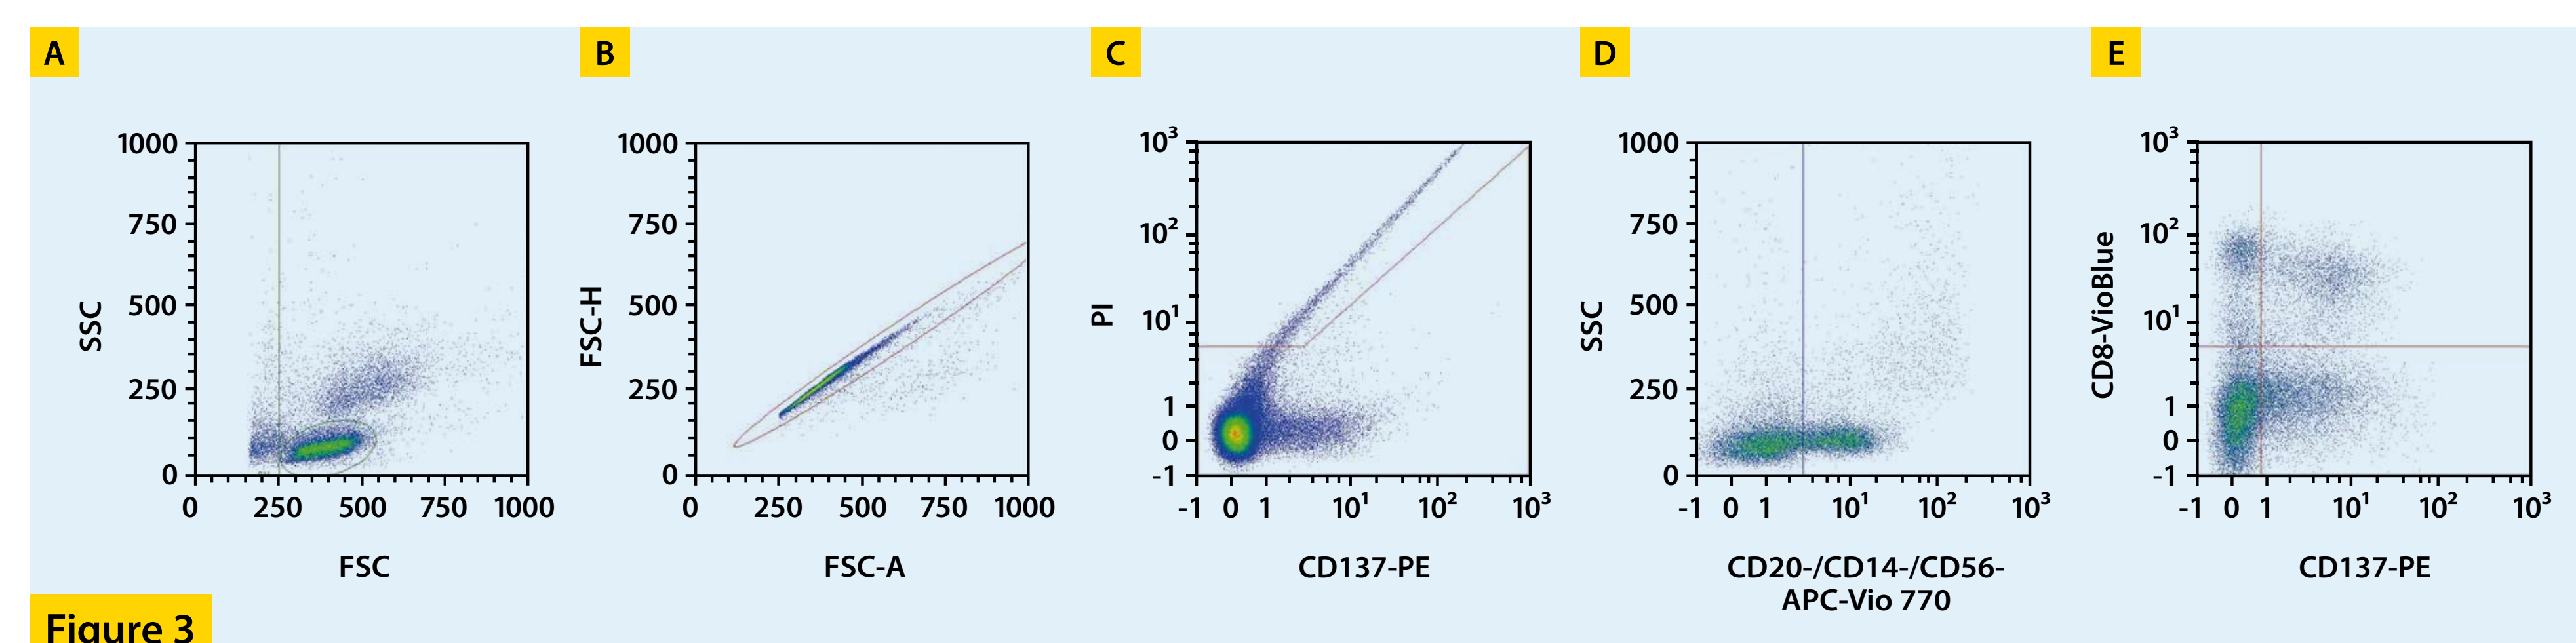 A
B
C
D
E
SSC
1000
750
500
250
0
0 250 500 750 1000
FSC
FSC-H
1000
750
500
250
0
0 250 500 750 1000
FSC-A
PI
10³
10²
10¹
1
0
-1
-1 0 1 10¹ 10² 10³
CD137-PE
SSC
1000
750
500
250
0
-1 0 1 10¹ 10² 10³
CD20-/CD14-/CD56-
APC-Vio 770
CD8-VioBlue
10³
10²
10¹
1
0
-1
-1 0 1 10¹ 10² 10³
CD137-PE
Figure 3